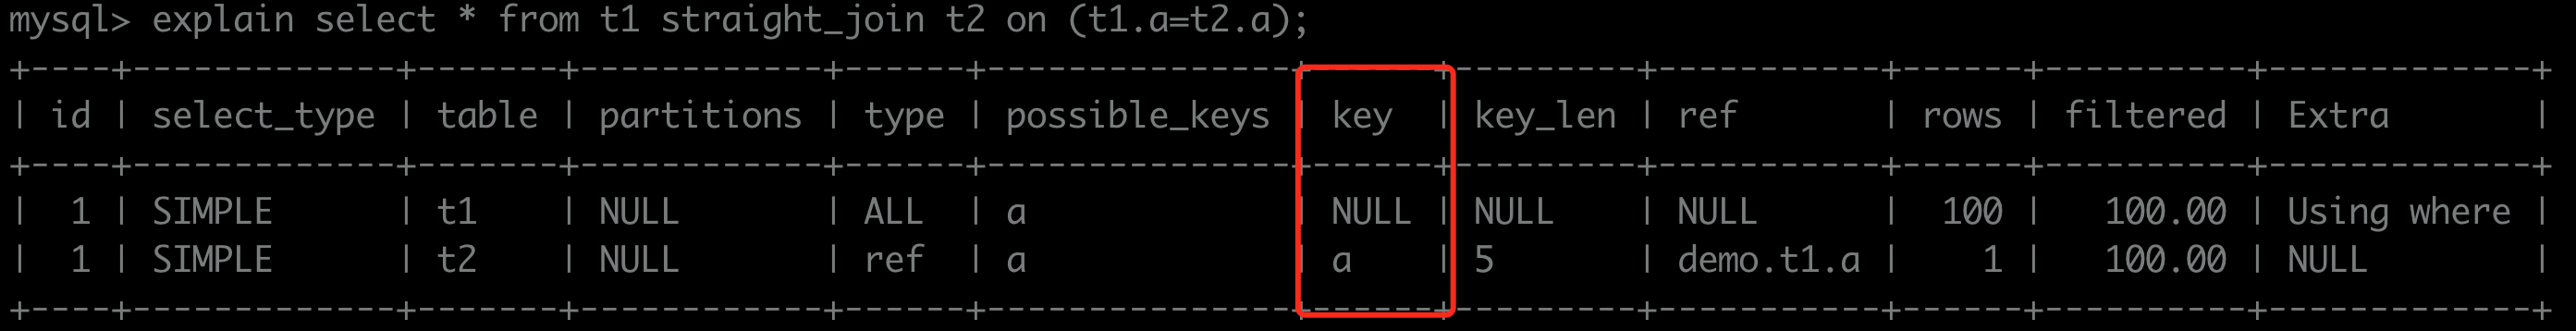 mysql> explain select * from t1 straight_join t2 on (t1.a=t2.a);
+----+-------------+-------+------------+------+---------------+------+---------+-----------+------+----------+-------------+
| id | select_type | table | partitions | type | possible_keys | key | key_len | ref | rows | filtered | Extra |
+----+-------------+-------+------------+------+---------------+------+---------+-----------+------+----------+-------------+
| 1 | SIMPLE | t1 | NULL | ALL | a | NULL | NULL | NULL | 100 | 100.00 | Using where |
| 1 | SIMPLE | t2 | NULL | ref | a | a | 5 | demo.t1.a | 1 | 100.00 | NULL |
+----+-------------+-------+------------+------+---------------+------+---------+-----------+------+----------+-------------+